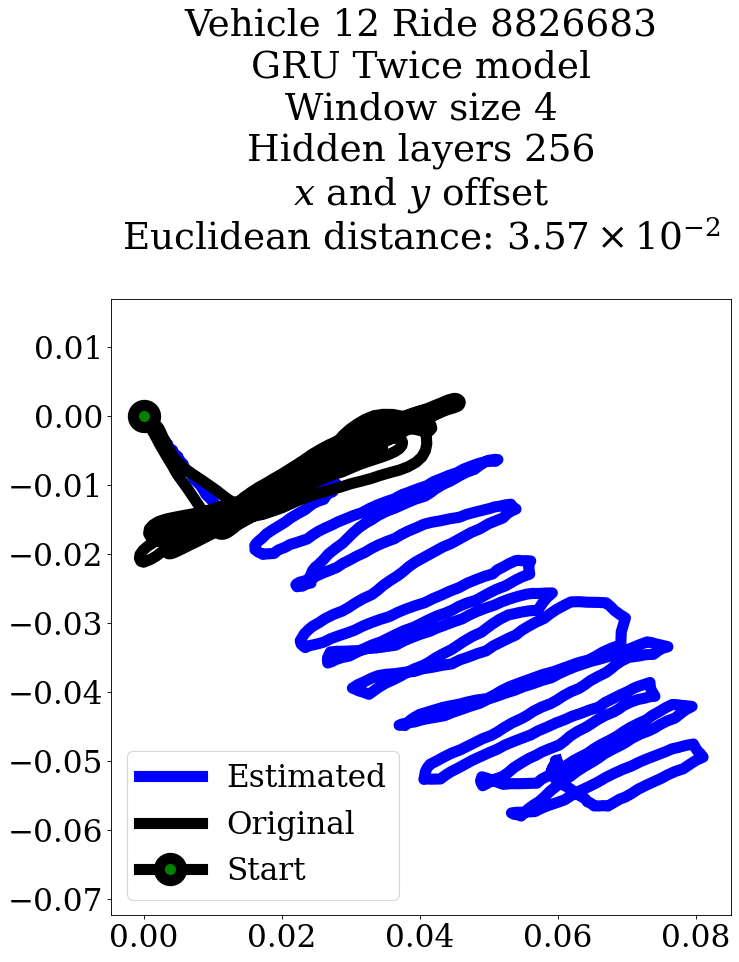 Vehicle 12 Ride 8826683
GRU Twice model
Window size 4
Hidden layers 256
x and y offset
Euclidean distance: 3.57 × 10⁻²
0.01
0.00
−0.01
−0.02
−0.03
−0.04
−0.05
−0.06
−0.07
Estimated
Original
Start
0.00 0.02 0.04 0.06 0.08